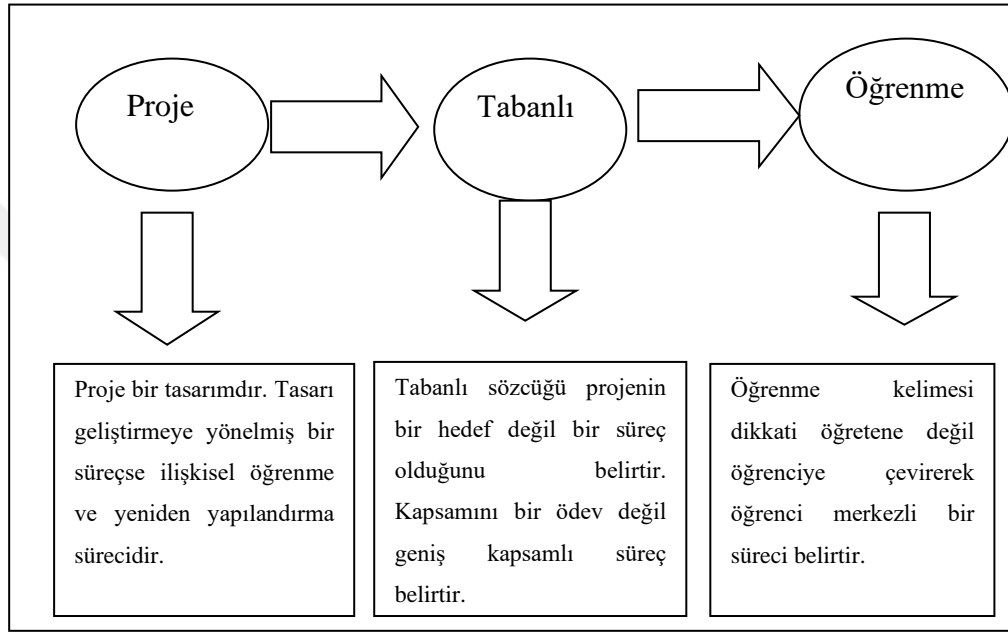 Proje
Tabanlı
Öğrenme
Proje bir tasarımdır. Tasarı
geliştirmeye yönelmiş bir
süreçse ilişkisel öğrenme
ve yeniden yapılandırma
sürecidir.
Tabanlı sözcüğü projenin
bir hedef değil bir süreç
olduğunu belirtir.
Kapsamını bir ödev değil
geniş kapsamlı süreç
belirtir.
Öğrenme kelimesi
dikkati öğretene değil
öğrenciye çevirerek
öğrenci merkezli bir
süreci belirtir.